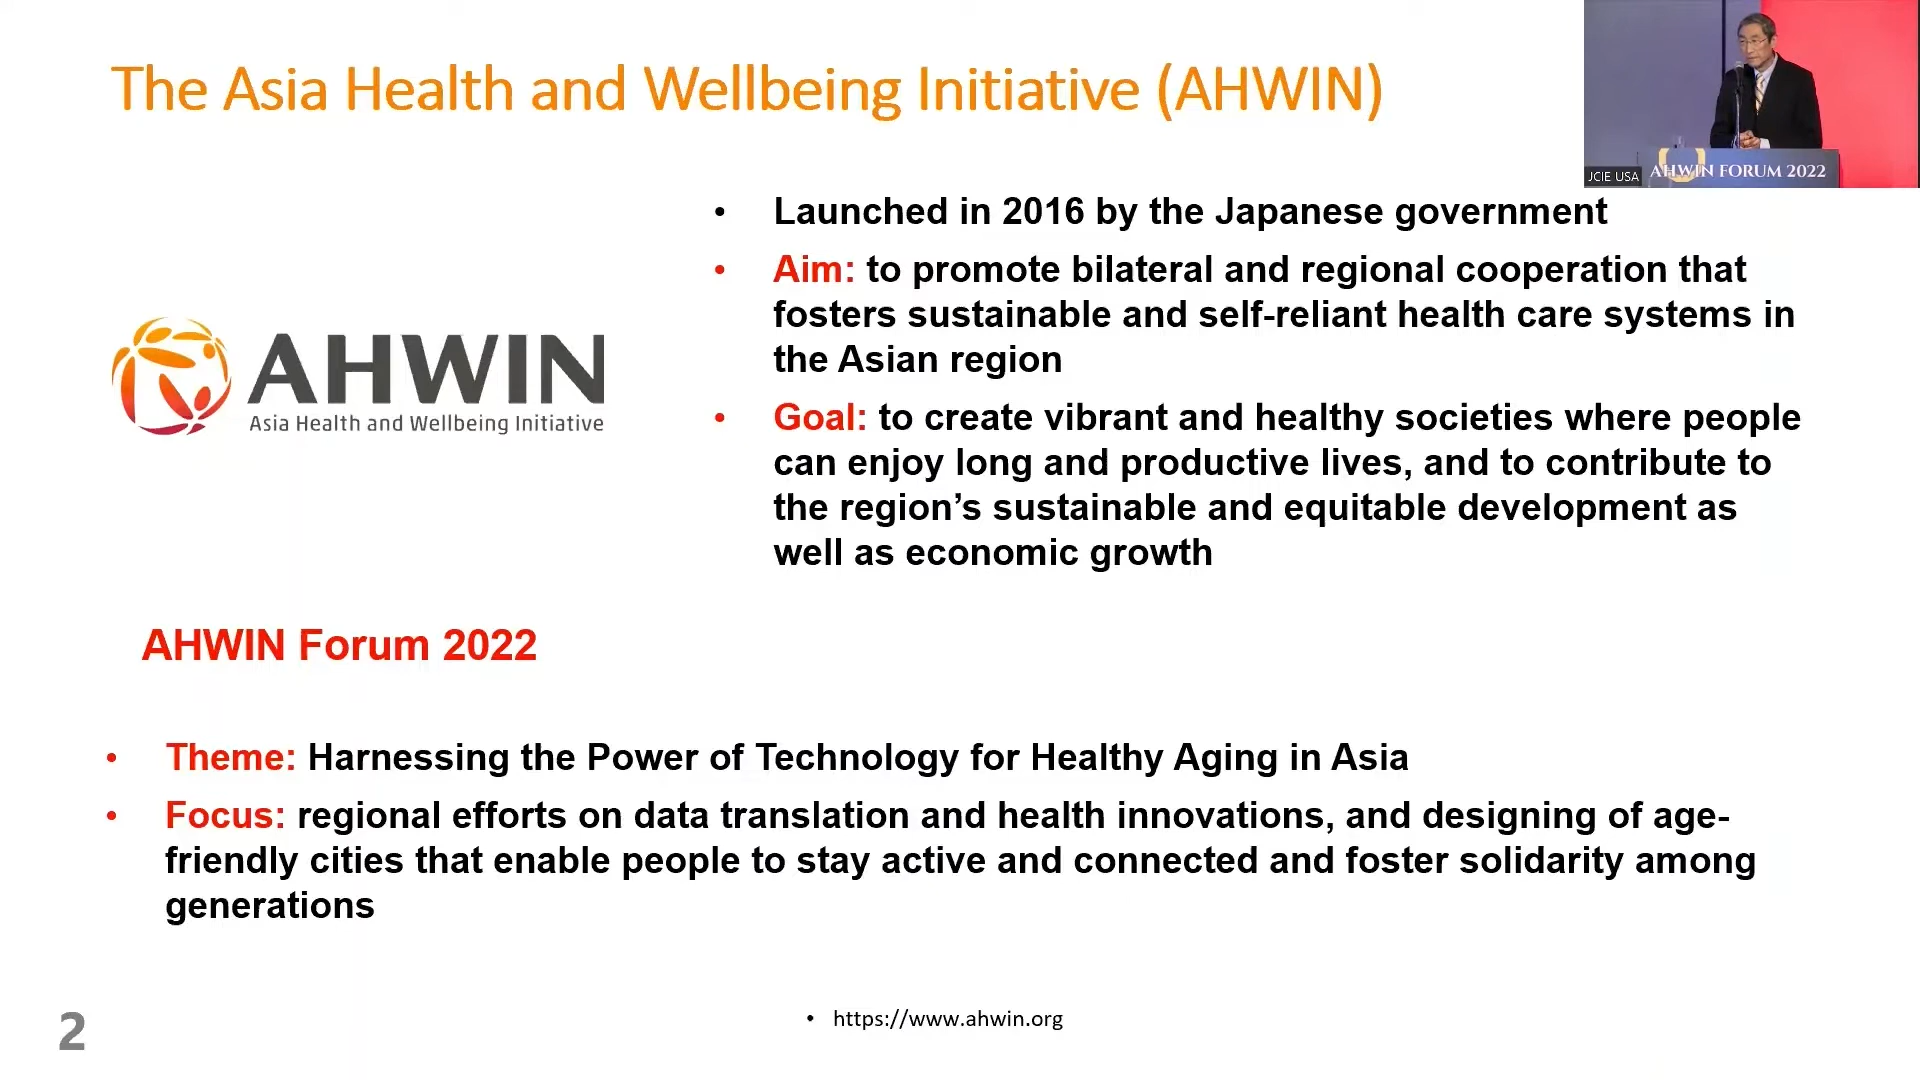 The Asia Health and Wellbeing Initiative (AHWIN)
JCIE USA
AHWIN FORUM 2022
• Launched in 2016 by the Japanese government
• Aim: to promote bilateral and regional cooperation that
fosters sustainable and self-reliant health care systems in
the Asian region
• Goal: to create vibrant and healthy societies where people
can enjoy long and productive lives, and to contribute to
the region’s sustainable and equitable development as
well as economic growth
AHWIN
Asia Health and Wellbeing Initiative
AHWIN Forum 2022
• Theme: Harnessing the Power of Technology for Healthy Aging in Asia
• Focus: regional efforts on data translation and health innovations, and designing of age-
friendly cities that enable people to stay active and connected and foster solidarity among
generations
2
• https://www.ahwin.org